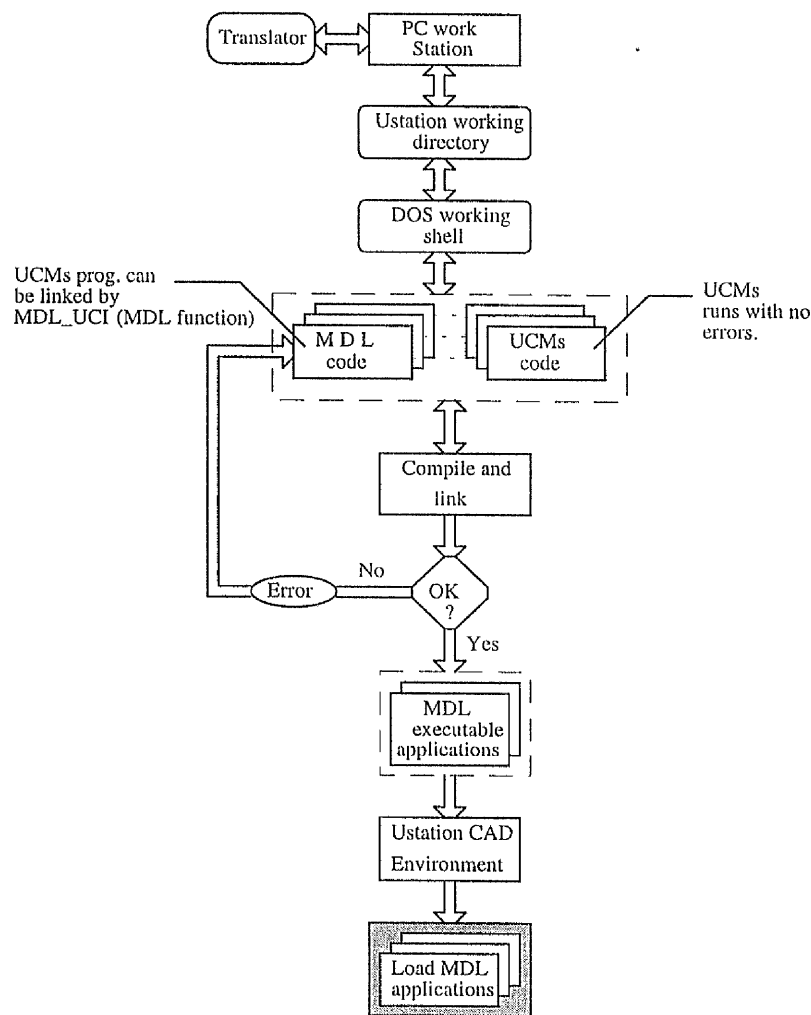 Translator
PC work
Station
Ustation working
directory
DOS working
shell
UCMs prog. can
be linked by
MDL_UCI (MDL function)
M D L
code
UCMs
code
UCMs
runs with no
errors.
Compile and
link
No
Error
OK
?
Yes
MDL
executable
applications
Ustation CAD
Environment
Load MDL
applications